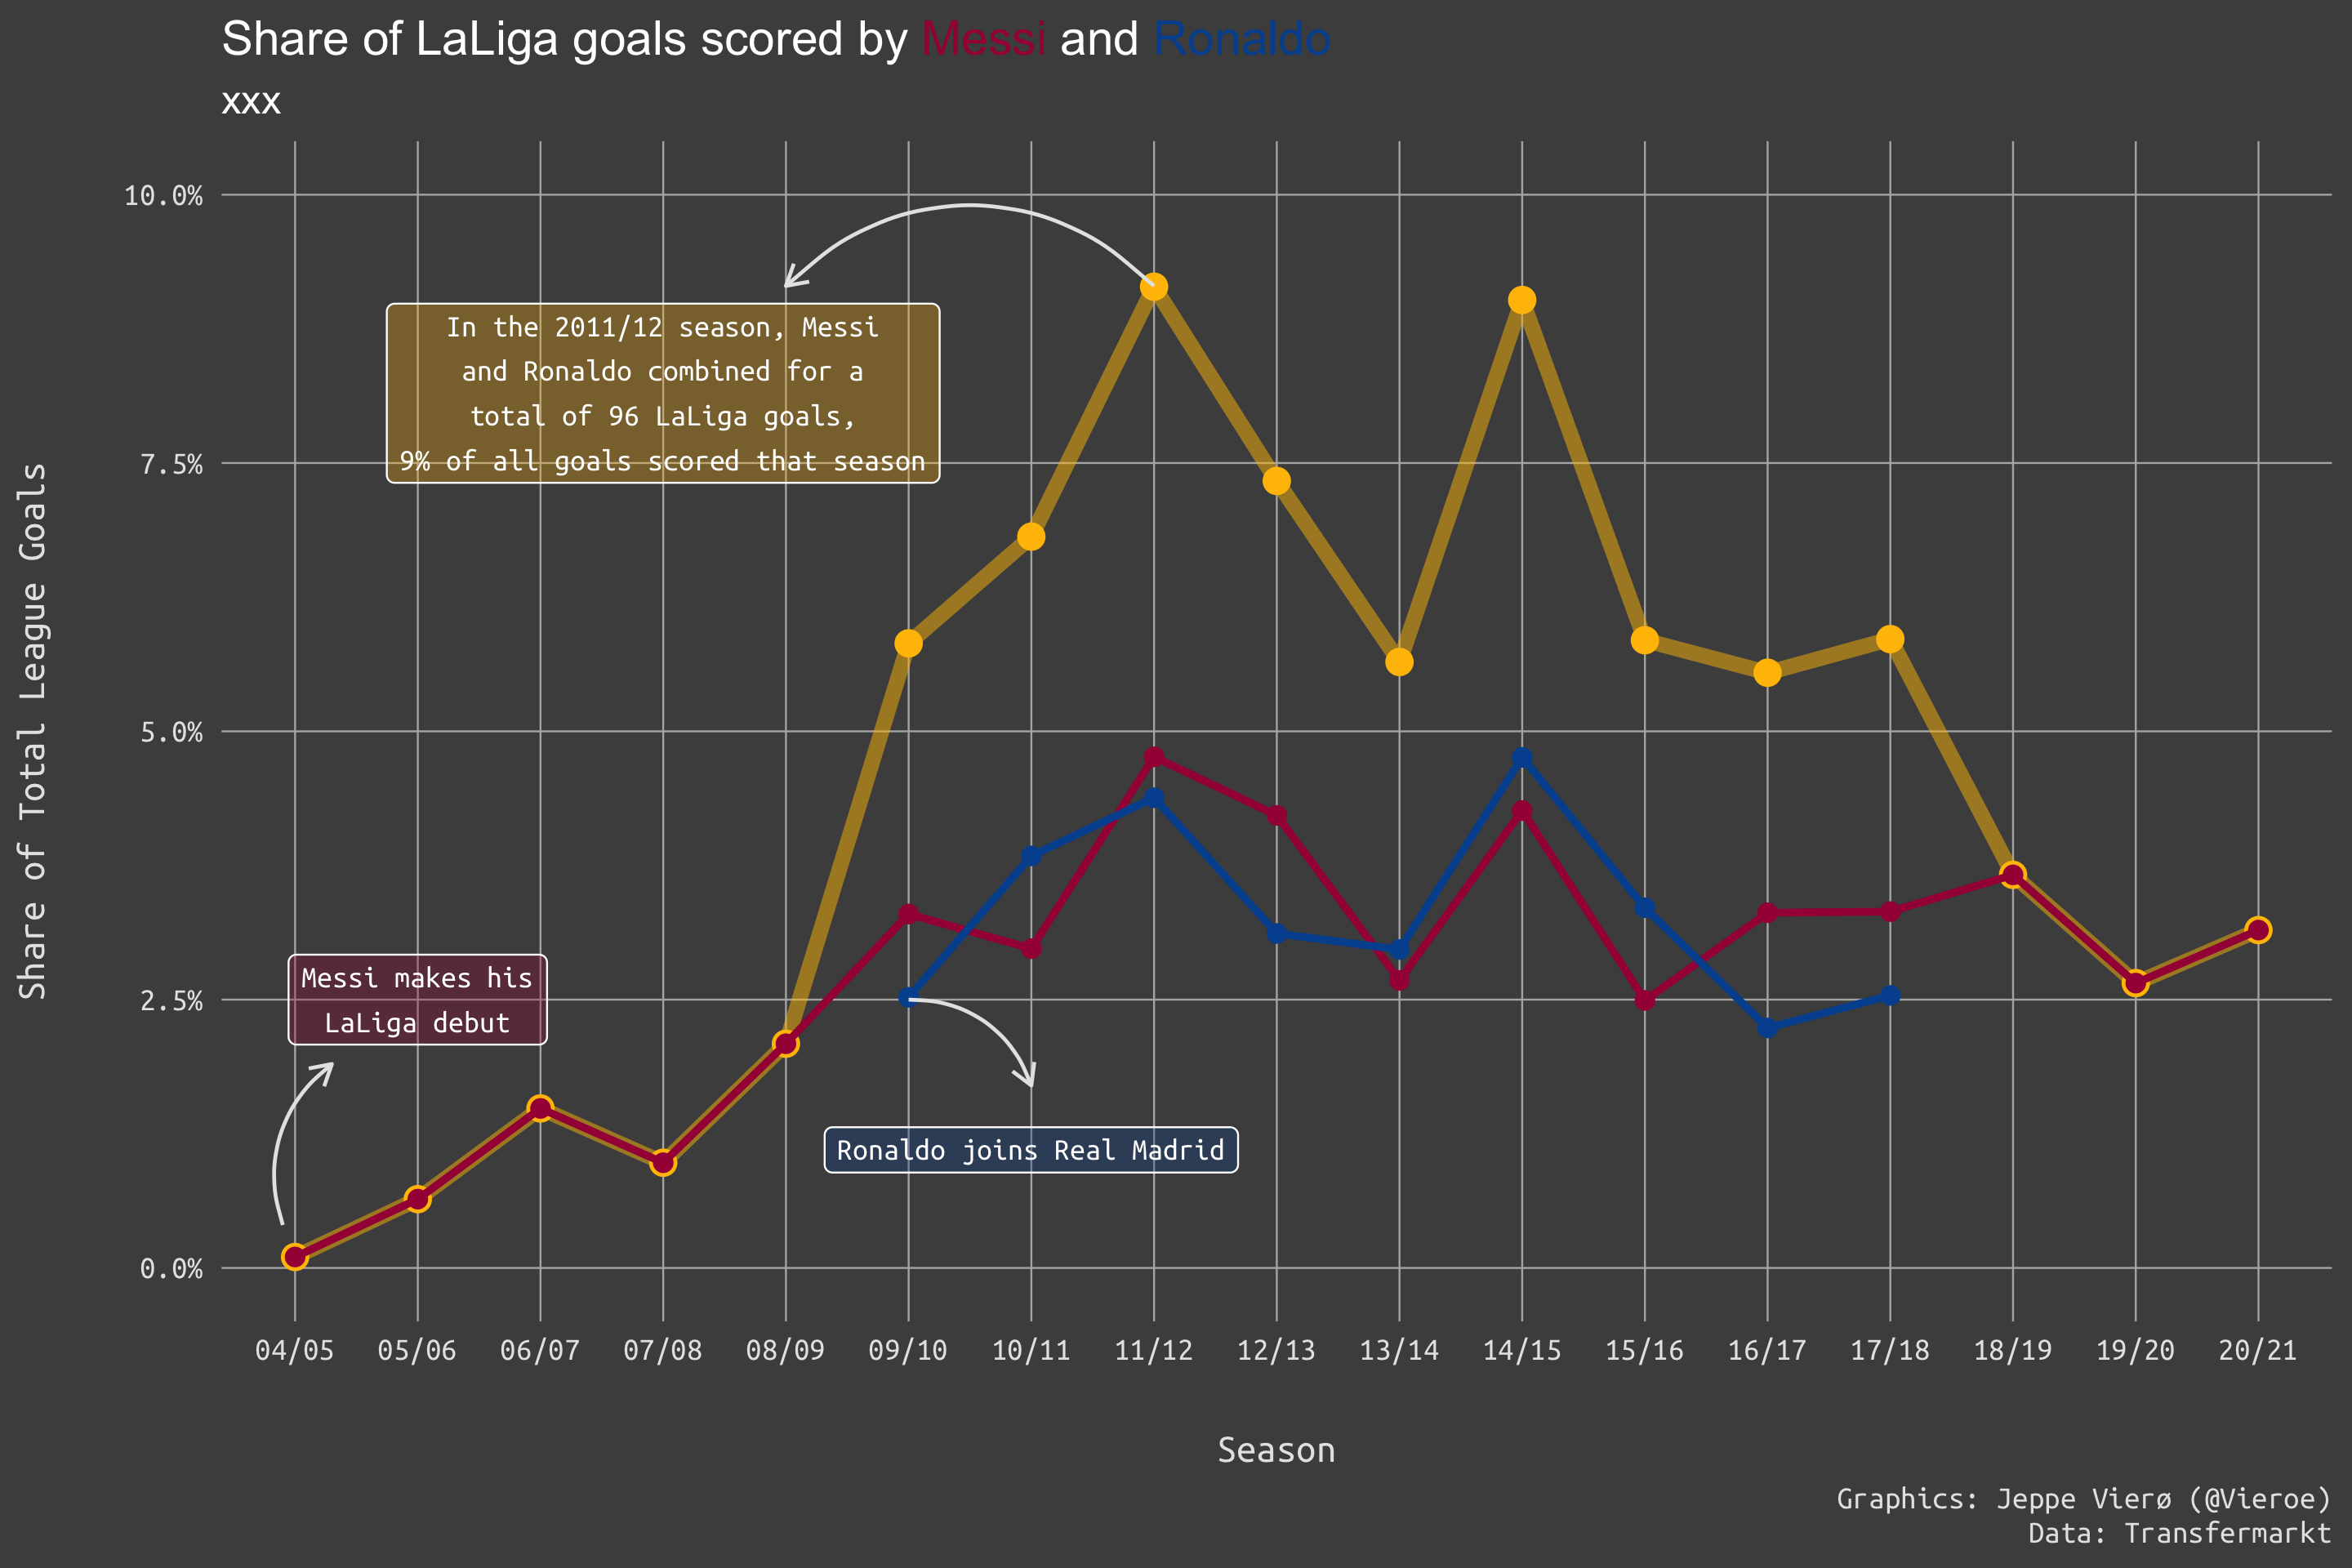 Share of LaLiga goals scored by Messi and Ronaldo
xxx
Share of Total League Goals
10.0%
7.5%
5.0%
2.5%
0.0%
In the 2011/12 season, Messi
and Ronaldo combined for a
total of 96 LaLiga goals,
9% of all goals scored that season
Messi makes his
LaLiga debut
Ronaldo joins Real Madrid
04/05 05/06 06/07 07/08 08/09 09/10 10/11 11/12 12/13 13/14 14/15 15/16 16/17 17/18 18/19 19/20 20/21
Season
Graphics: Jeppe Vierø (@Vieroe)
Data: Transfermarkt